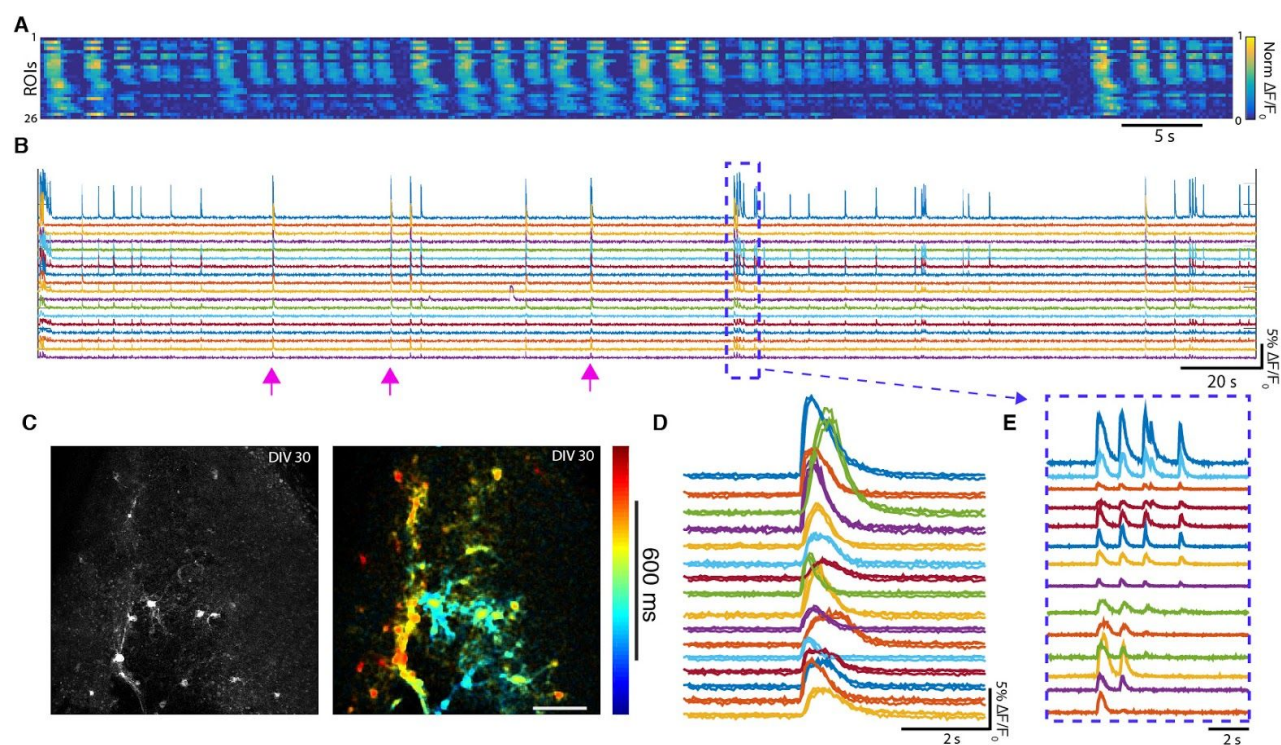 A
1
ROIs
26
1
0
Norm ΔF/F0
5 s
B
5% ΔF/F0
20 s
C
DIV 30
DIV 30
600 ms
D
5% ΔF/F0
2 s
E
2 s